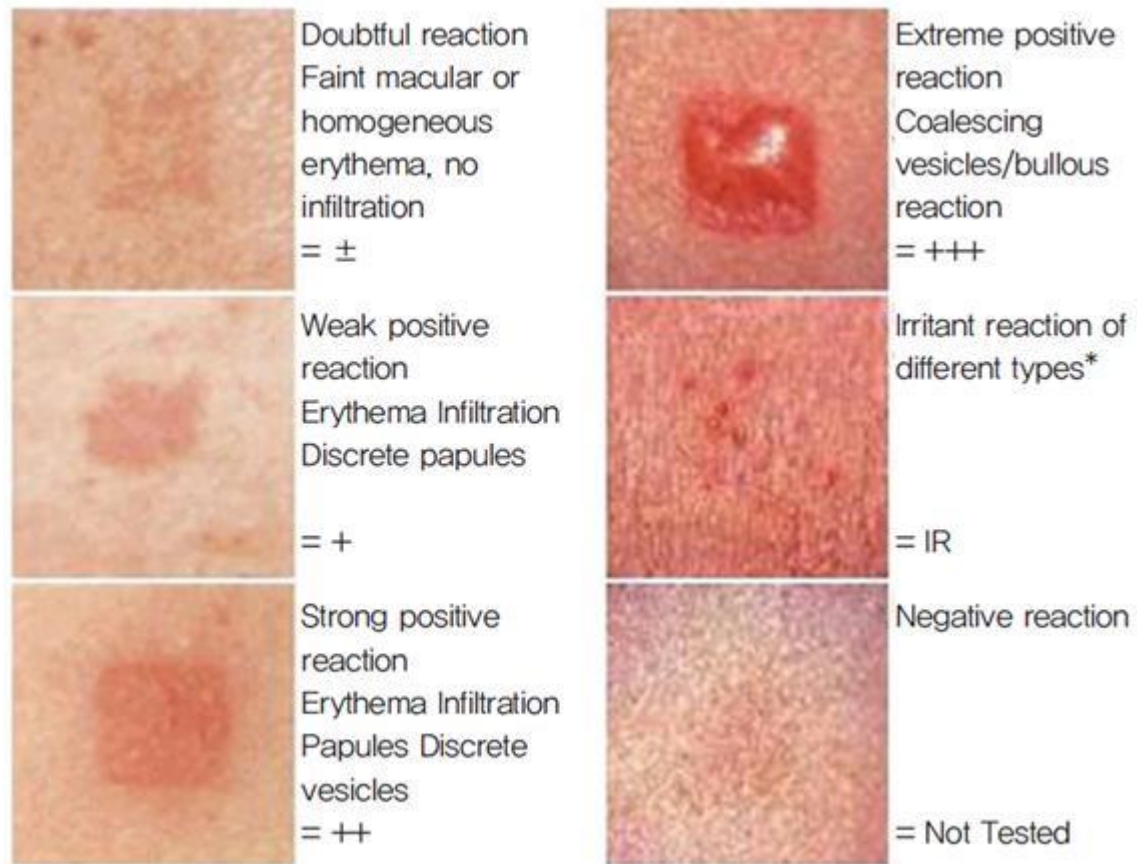 Doubtful reaction
Faint macular or
homogeneous
erythema, no
infiltration
= ±
Weak positive
reaction
Erythema Infiltration
Discrete papules
= +
Strong positive
reaction
Erythema Infiltration
Papules Discrete
vesicles
= ++
Extreme positive
reaction
Coalescing
vesicles/bullous
reaction
= +++
Irritant reaction of
different types*
= IR
Negative reaction
= Not Tested